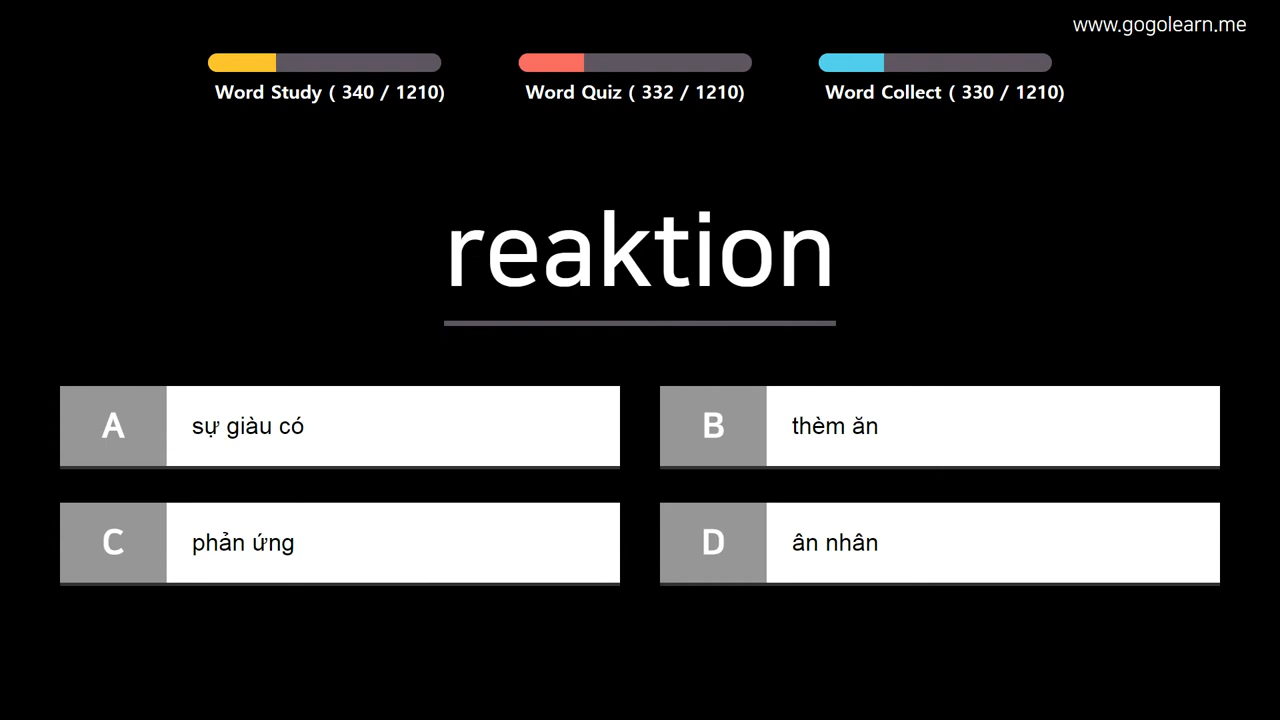 www.gogolearn.me
Word Study ( 340 / 1210)
Word Quiz ( 332 / 1210)
Word Collect ( 330 / 1210)
reaktion
A
sự giàu có
B
thèm ăn
C
phản ứng
D
ân nhân